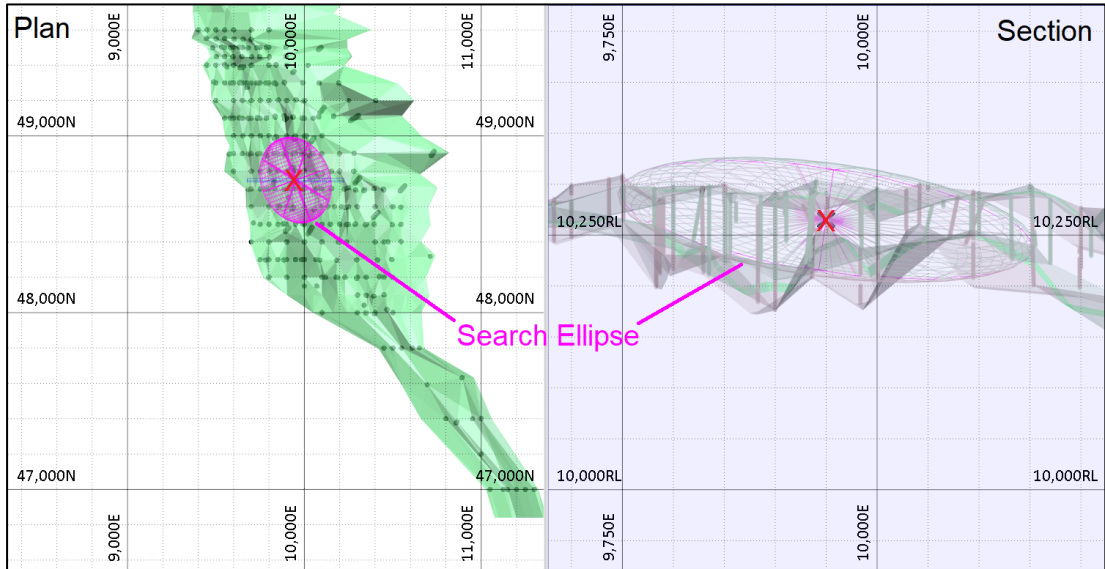 Plan
9,000E
10,000E
11,000E
49,000N
49,000N
48,000N
48,000N
47,000N
47,000N
9,000E
10,000E
11,000E
Section
9,750E
10,000E
10,250RL
10,250RL
10,000RL
10,000RL
9,750E
10,000E
Search Ellipse